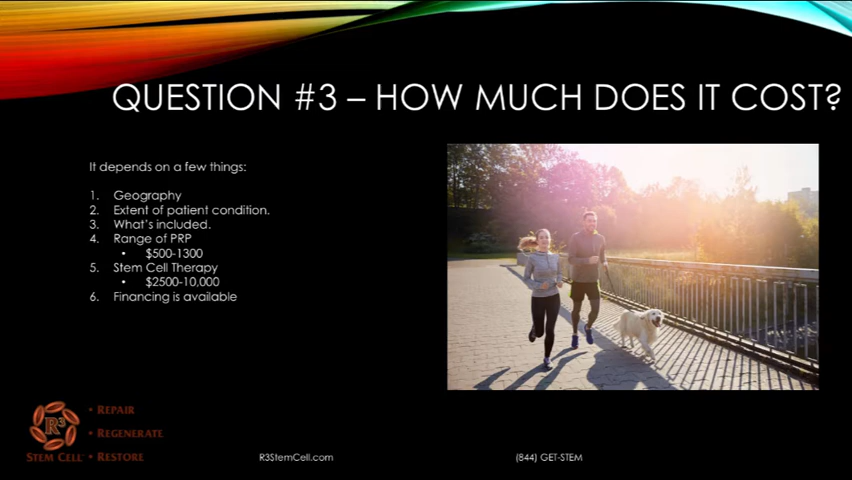 QUESTION #3 – HOW MUCH DOES IT COST?
It depends on a few things:
1. Geography
2. Extent of patient condition.
3. What's included.
4. Range of PRP
• $500-1300
5. Stem Cell Therapy
• $2500-10,000
6. Financing is available
R3
STEM CELL
• REPAIR
• REGENERATE
• RESTORE
R3StemCell.com
(844) GET-STEM